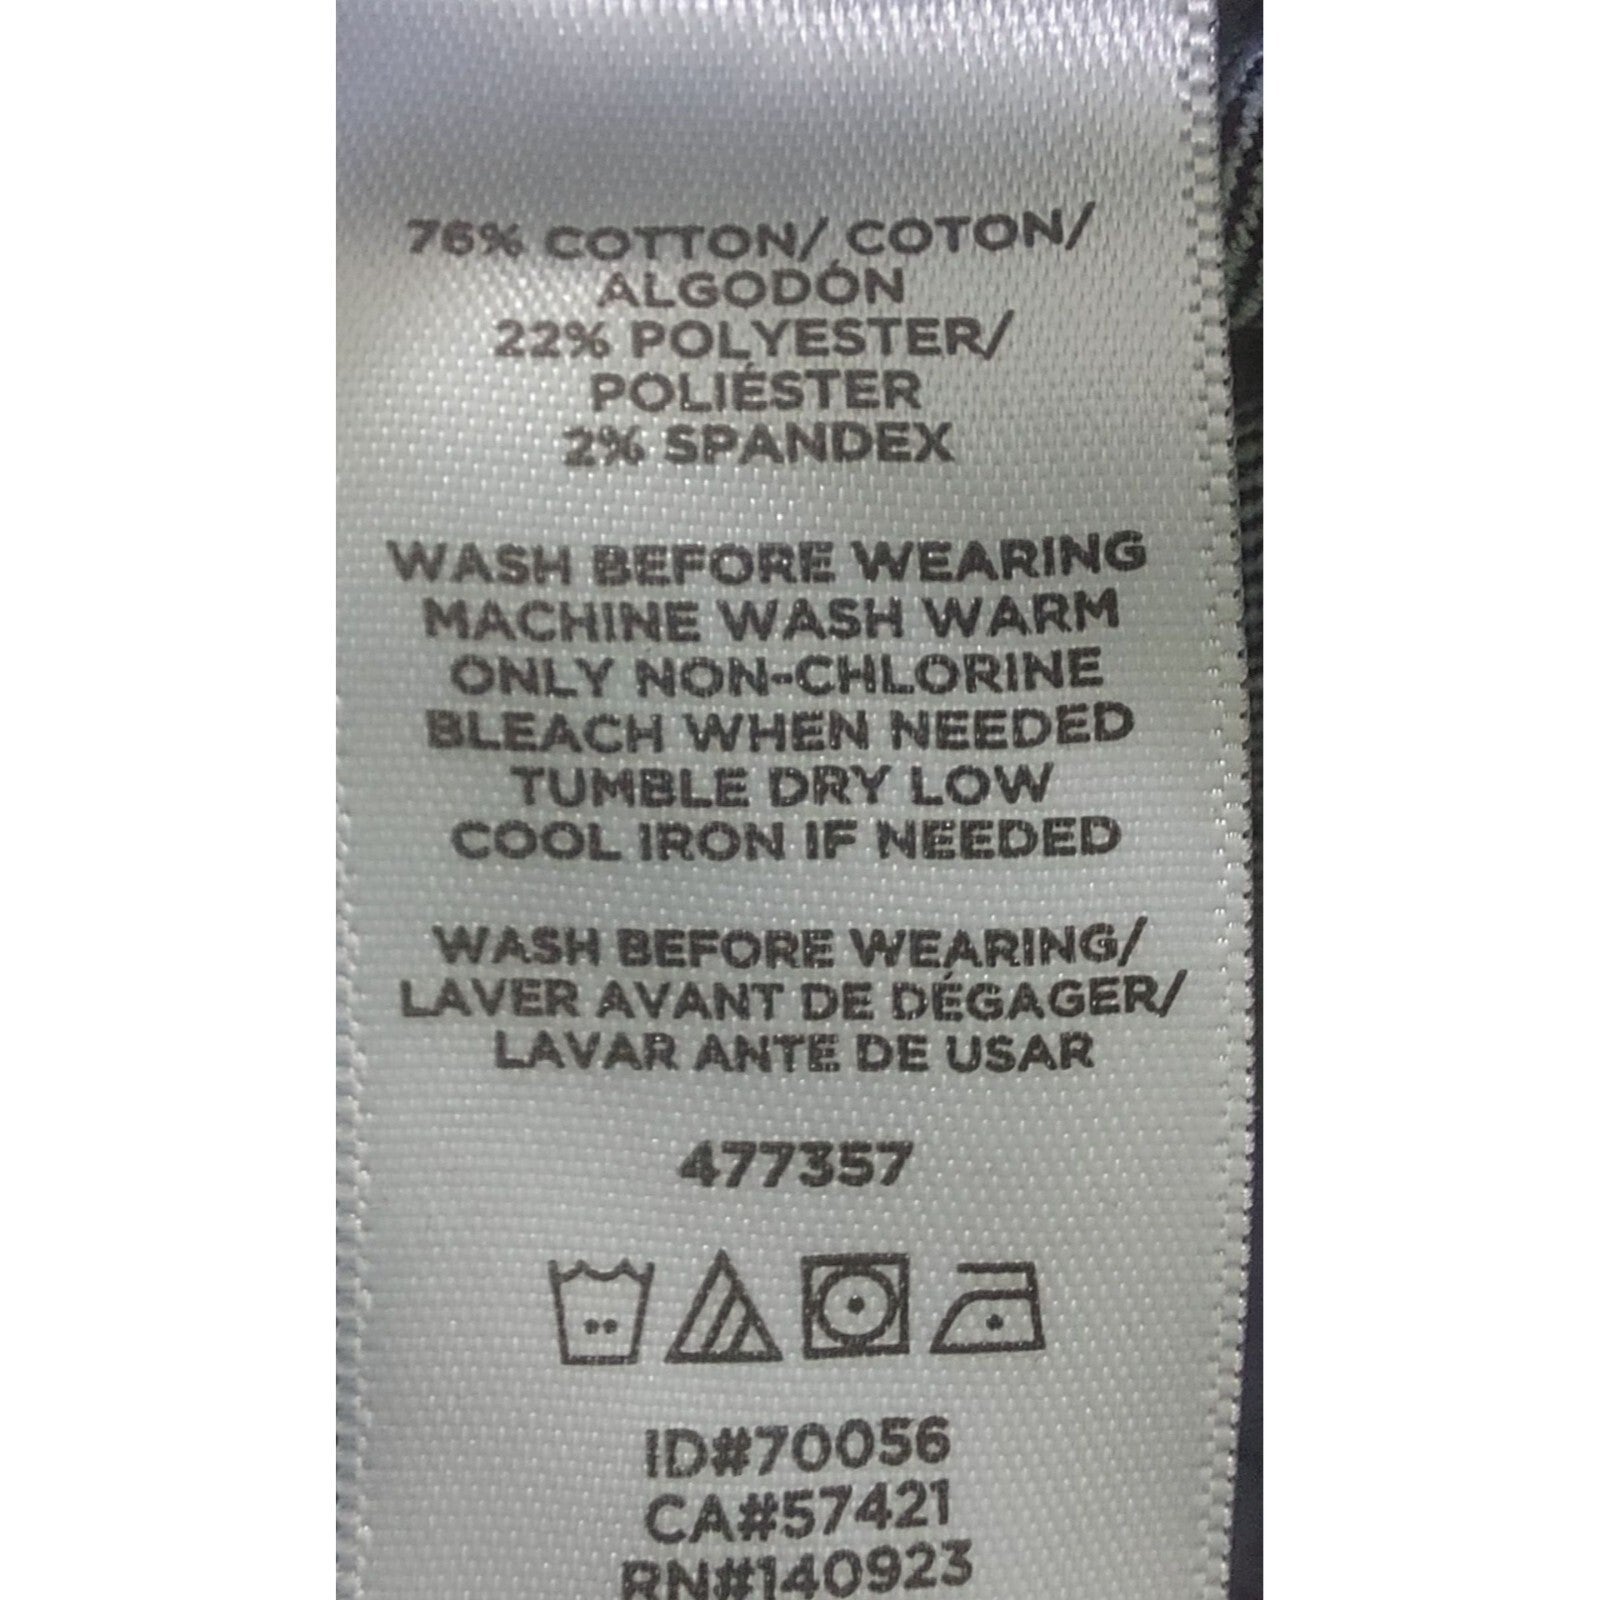 76% COTTON/ COTON/
ALGODÓN
22% POLYESTER/
POLIÉSTER
2% SPANDEX
WASH BEFORE WEARING
MACHINE WASH WARM
ONLY NON-CHLORINE
BLEACH WHEN NEEDED
TUMBLE DRY LOW
COOL IRON IF NEEDED
WASH BEFORE WEARING/
LAVER AVANT DE DÉGAGER/
LAVAR ANTE DE USAR
477357
ID#70056
CA#57421
RN#140923